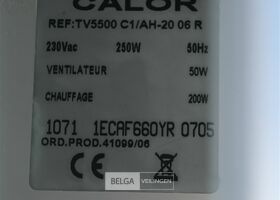 CALOR
REF:TV5500 C1/AH-20 06 R
230Vac 250W 50Hz
VENTILATEUR 50W
CHAUFFAGE 200W
1071 1ECAF660YR 0705
ORD.PROD.41099/06
CE
BELGA VEILINGEN